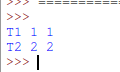 >>> ===========
>>>
T1 1 1
T2 2 2
>>>